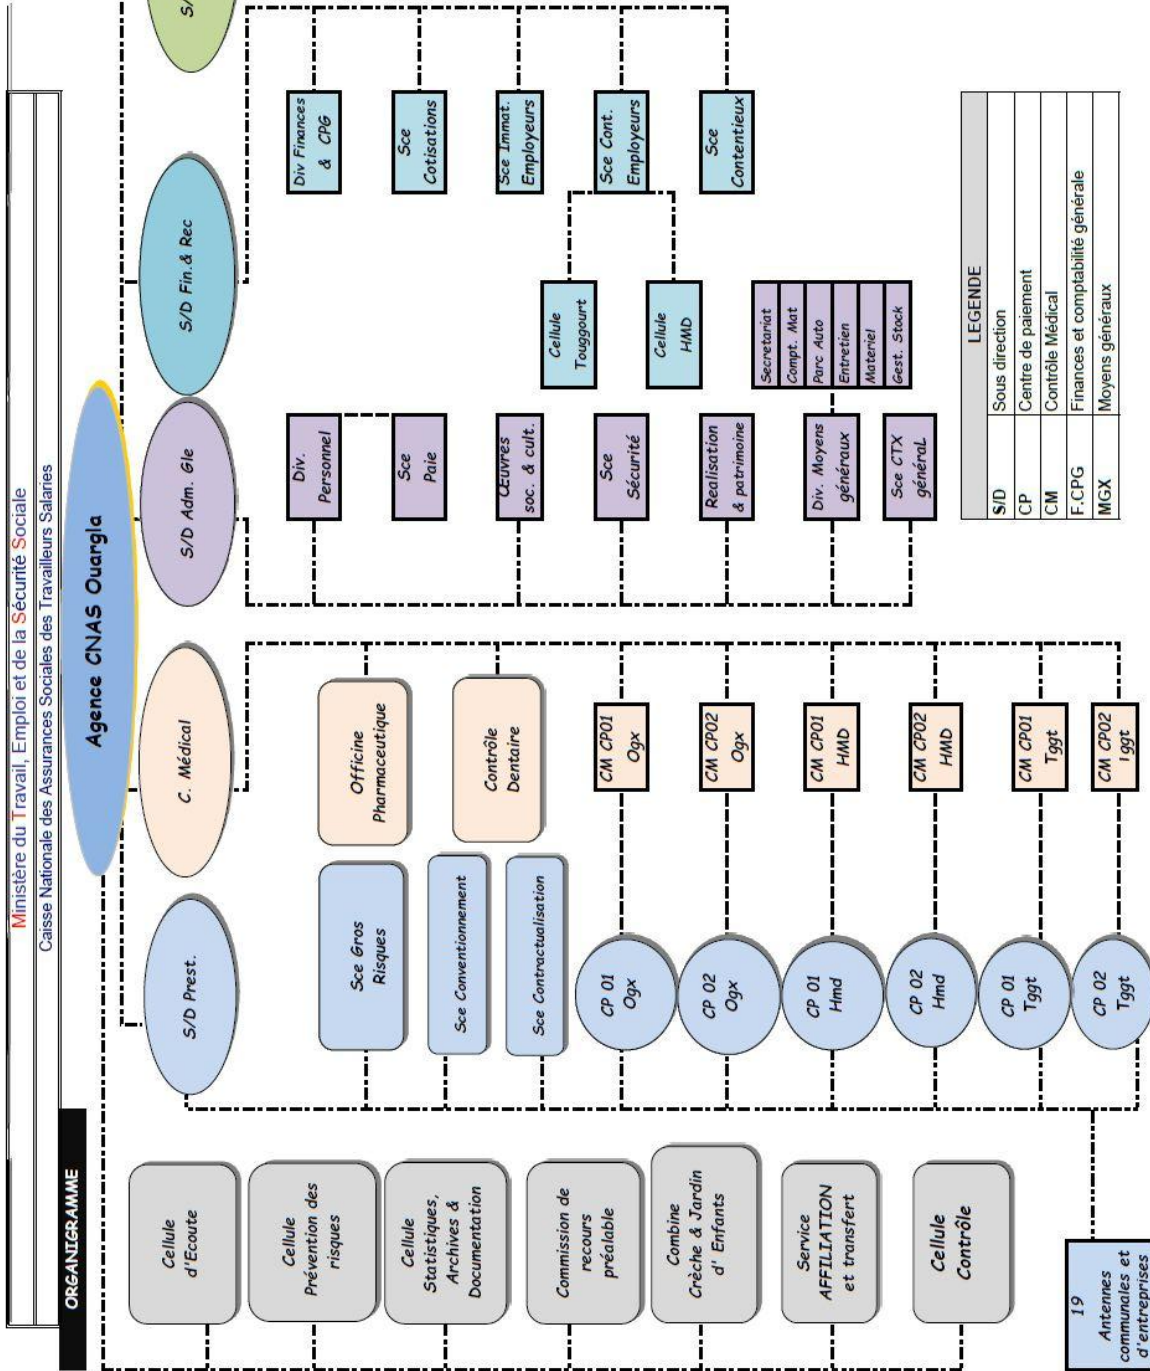 Ministère du Travail, Emploi et de la Sécurité Sociale
Caisse Nationale des Assurances Sociales des Travailleurs Salaries
ORGANIGRAMME
Agence CNAS Ouargla
S/D Prest.
C. Médical
S/D Adm. Gle
S/D Fin.& Rec
S/
Cellule
d'Ecoute
Cellule
Prévention des
risques
Cellule
Statistiques,
Archives &
Documentation
Commission de
recours
préalable
Combine
Crèche & Jardin
d' Enfants
Service
AFFILIATION
et transfert
Cellule
Contrôle
19
Antennes
communales et
d'entreprises
Sce Gros
Risques
Sce Conventionnement
Sce Contractualisation
CP 01
Ogx
CP 02
Ogx
CP 01
Hmd
CP 02
Hmd
CP 01
Tggt
CP 02
Tggt
Officine
Pharmaceutique
Contrôle
Dentaire
CM CP01
Ogx
CM CP02
Ogx
CM CP01
HMD
CM CP02
HMD
CM CP01
Tggt
CM CP02
Tggt
Div.
Personnel
Sce
Paie
Œuvres
soc. & cult.
Sce
Sécurité
Realisation
& patrimoine
Div. Moyens
généraux
Sce CTX
général
Secretariat
Compt. Mat
Parc Auto
Entretien
Materiel
Gest. Stock
Div Finances
& CPG
Sce
Cotisations
Sce Immat.
Employeurs
Sce Cont.
Employeurs
Sce
Contentieux
Cellule
Touggourt
Cellule
HMD
LEGENDE
S/D Sous direction
CP Centre de paiement
CM Contrôle Médical
F.CPG Finances et comptabilité générale
MGX Moyens généraux